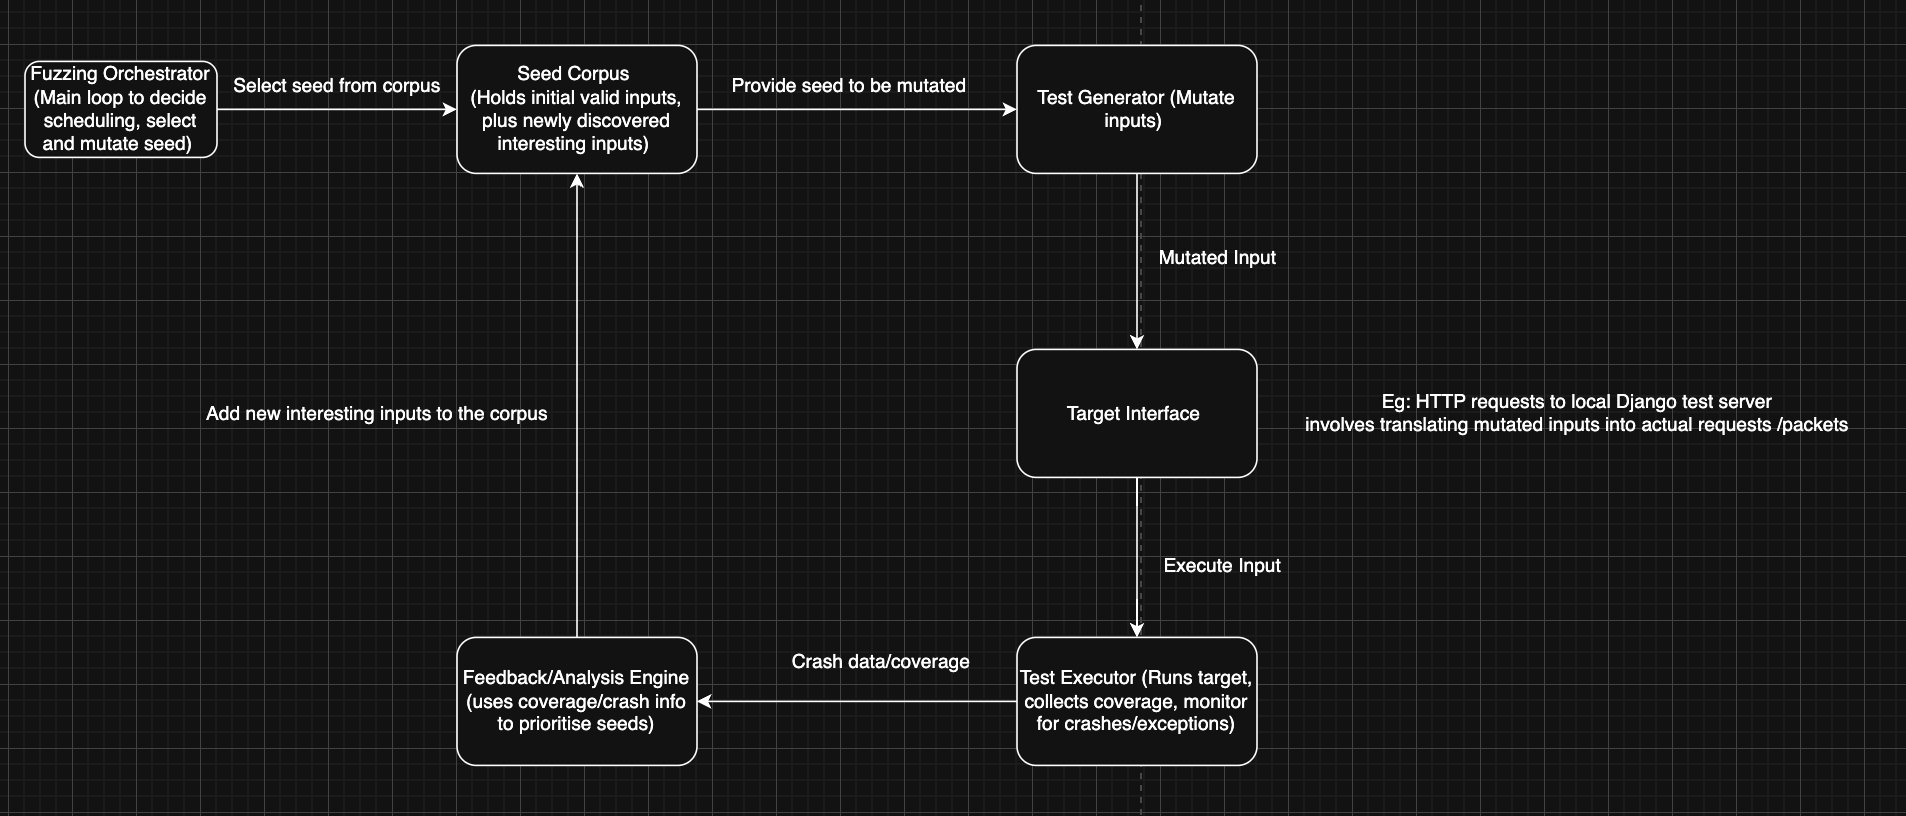 Fuzzing Orchestrator
(Main loop to decide
scheduling, select
and mutate seed)
Select seed from corpus
Seed Corpus
(Holds initial valid inputs,
plus newly discovered
interesting inputs)
Provide seed to be mutated
Test Generator (Mutate
inputs)
Mutated Input
Add new interesting inputs to the corpus
Target Interface
Eg: HTTP requests to local Django test server
involves translating mutated inputs into actual requests /packets
Execute Input
Feedback/Analysis Engine
(uses coverage/crash info
to prioritise seeds)
Crash data/coverage
Test Executor (Runs target,
collects coverage, monitor
for crashes/exceptions)